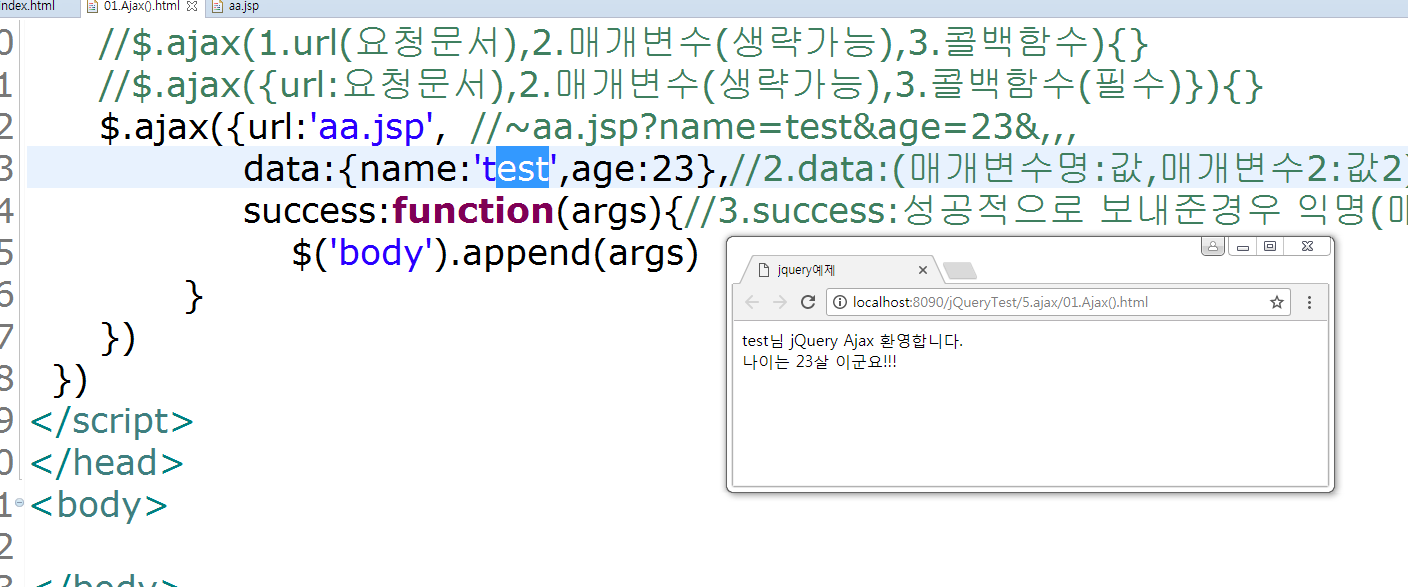 index.html 01.Ajax().html aa.jsp
0 //$.ajax(1.url(요청문서),2.매개변수(생략가능),3.콜백함수){}
1 //$.ajax({url:요청문서),2.매개변수(생략가능),3.콜백함수(필수)}){}
2 $.ajax({url:'aa.jsp', //~aa.jsp?name=test&age=23&,,,
3 data:{name:'test',age:23},//2.data:(매개변수명:값,매개변수2:값2)
4 success:function(args){//3.success:성공적으로 보내준경우 익명(매
5 $('body').append(args)
6 }
7 })
8 })
9 </script>
0 </head>
1 <body>
2
3 </body>
jquery예제
localhost:8090/jQueryTest/5.ajax/01.Ajax().html
test님 jQuery Ajax 환영합니다.
나이는 23살 이군요!!!